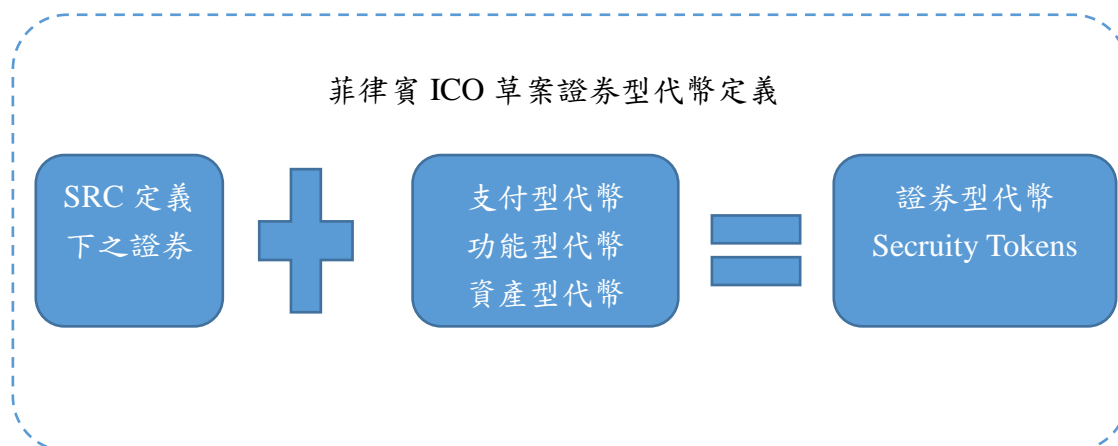 菲律賓 ICO 草案證券型代幣定義
SRC 定義
下之證券
支付型代幣
功能型代幣
資產型代幣
證券型代幣
Secruity Tokens